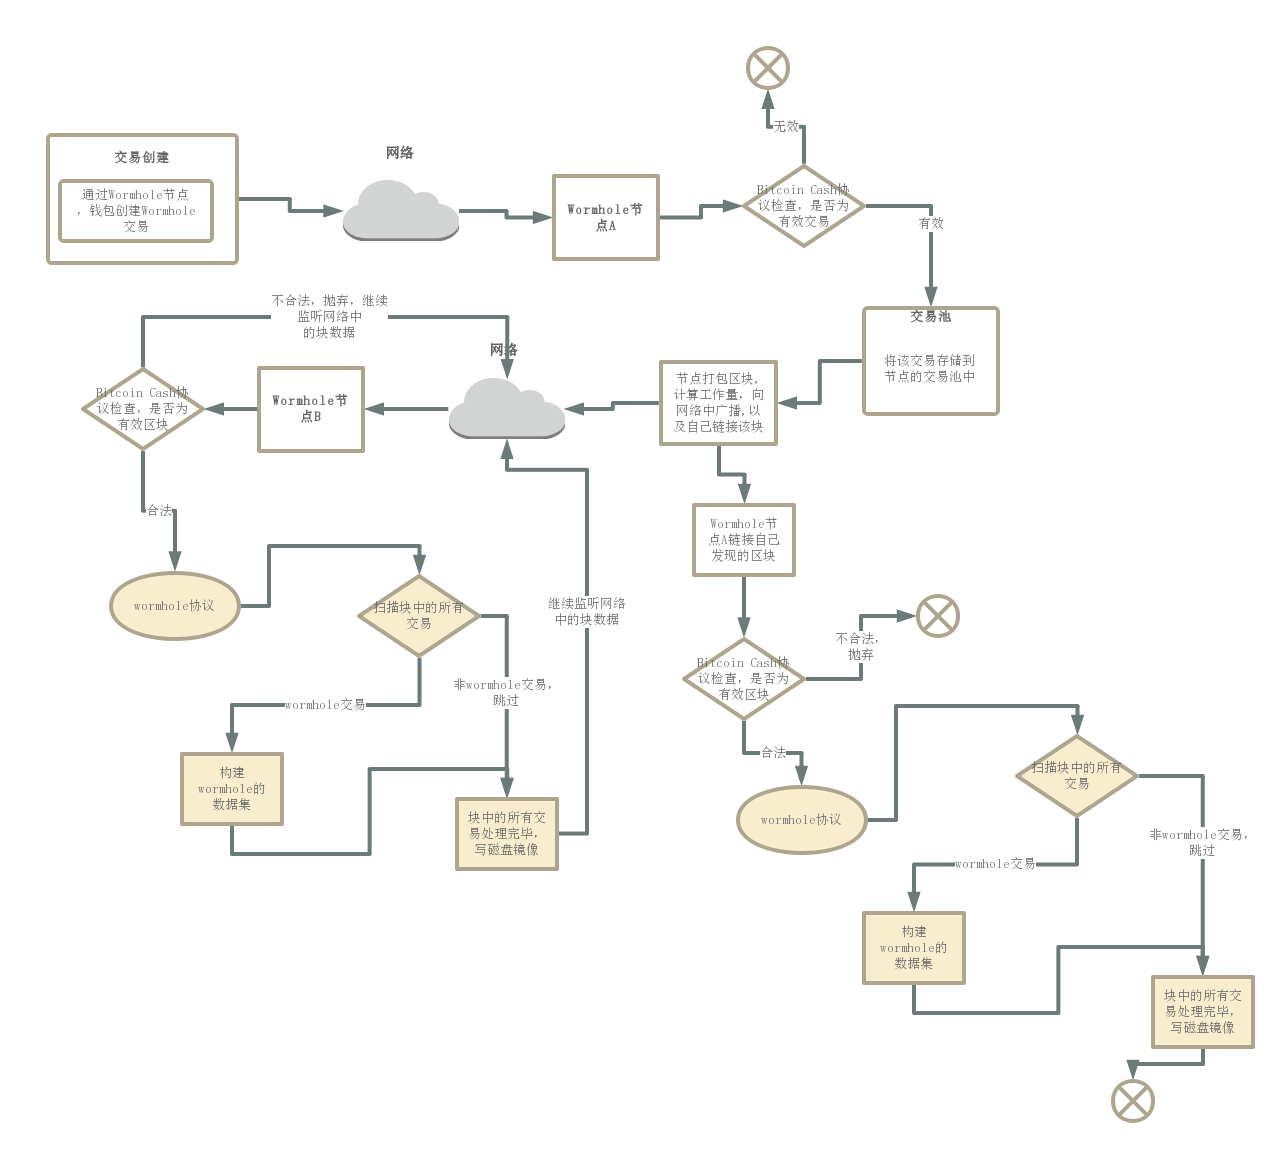 交易创建
通过Wormhole节点
，钱包创建Wormhole
交易
网络
Wormhole节
点A
无效
Bitcoin Cash协
议检查，是否为
有效交易
有效
交易池
将该交易存储到
节点的交易池中
节点打包区块，
计算工作量，向
网络中广播，以
及自己链接该块
网络
不合法，抛弃，继续
监听网络中
的块数据
Wormhole节
点B
Bitcoin Cash协
议检查，是否为
有效区块
合法
wormhole协议
扫描块中的所有
交易
wormhole交易
非wormhole交易，
跳过
构建
wormhole的
数据集
块中的所有交
易处理完毕，
写磁盘镜像
继续监听网络
中的块数据
Wormhole节
点A链接自己
发现的区块
Bitcoin Cash协
议检查，是否为
有效区块
不合法，
抛弃
合法
wormhole协议
扫描块中的所有
交易
wormhole交易
非wormhole交易，
跳过
构建
wormhole的
数据集
块中的所有交
易处理完毕，
写磁盘镜像